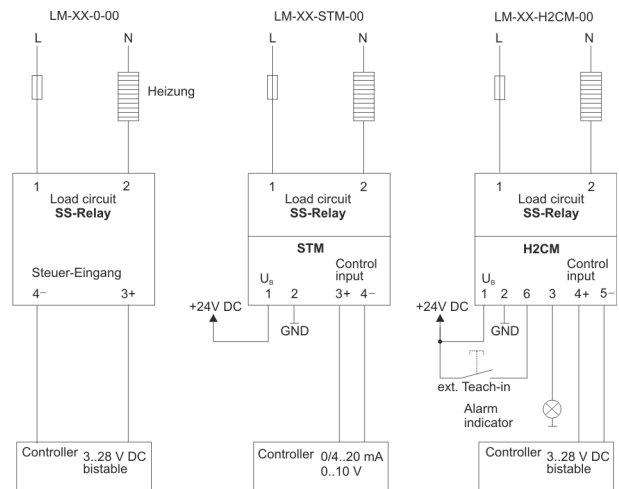 LM-XX-0-00
L
N
Heizung
1
2
Load circuit
SS-Relay
Steuer-Eingang
4–
3+
Controller
3..28 V DC
bistable
LM-XX-STM-00
L
N
1
2
Load circuit
SS-Relay
STM
Control
input
UB
1
2
3+
4–
+24V DC
GND
Controller
0/4..20 mA
0..10 V
LM-XX-H2CM-00
L
N
1
2
Load circuit
SS-Relay
H2CM
Control
input
UB
1
2
6
3
4+
5–
+24V DC
GND
ext. Teach-in
Alarm
indicator
Controller
3..28 V DC
bistable